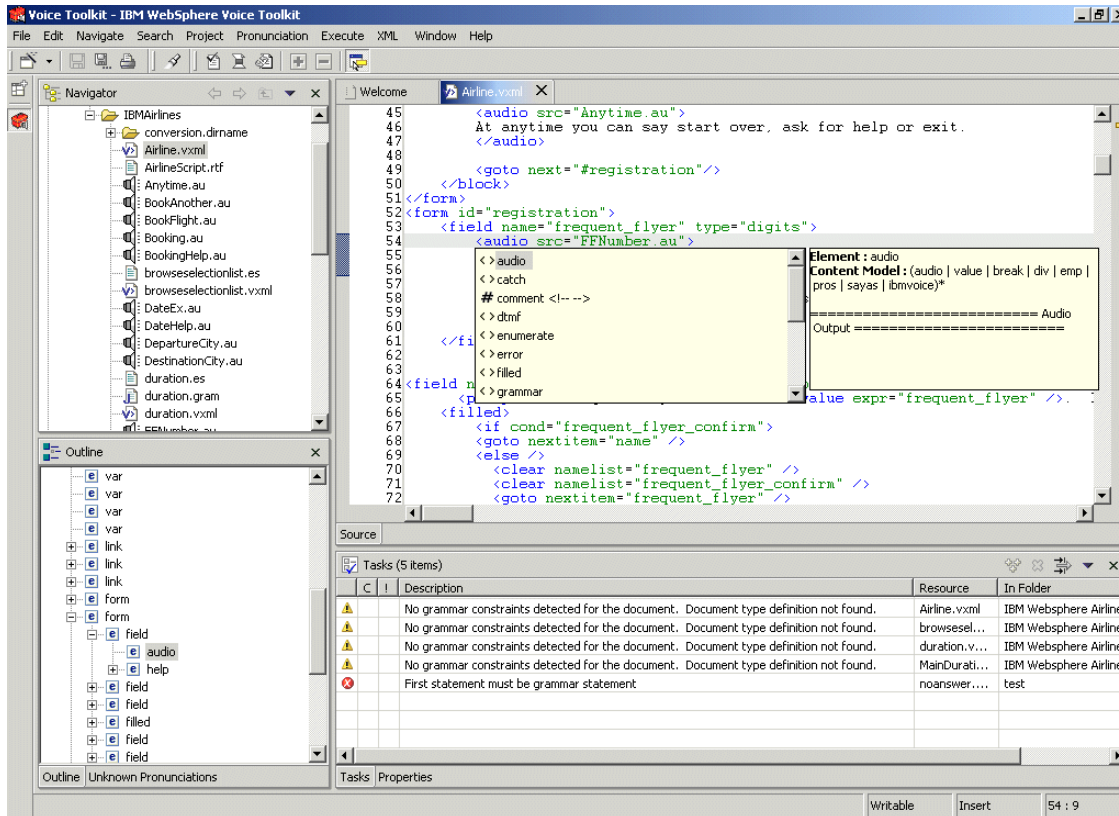 Voice Toolkit - IBM WebSphere Voice Toolkit
File Edit Navigate Search Project Pronunciation Execute XML Window Help
Navigator
IBMAirlines
conversion.dirname
Airline.vxml
AirlineScript.rtf
Anytime.au
BookAnother.au
BookFlight.au
Booking.au
BookingHelp.au
browseselectionlist.es
browseselectionlist.vxml
DateEx.au
DateHelp.au
DepartureCity.au
DestinationCity.au
duration.es
duration.gram
duration.vxml
FFNumber.au
Outline
var
var
var
var
link
link
link
form
form
field
audio
help
field
field
filled
field
field
Outline Unknown Pronunciations
Welcome Airline.vxml
45 <audio src="Anytime.au">
46 At anytime you can say start over, ask for help or exit.
47 </audio>
48
49 <goto next="#registration"/>
50 </block>
51 </form>
52 <form id="registration">
53 <field name="frequent_flyer" type="digits">
54 <audio src="FFNumber.au">
55
56
57
58
59
60
61 </fi
62
63
64 <field n
65 <p value expr="frequent_flyer" />.
66 <filled>
67 <if cond="frequent_flyer_confirm">
68 <goto nextitem="name" />
69 <else />
70 <clear namelist="frequent_flyer" />
71 <clear namelist="frequent_flyer_confirm" />
72 <goto nextitem="frequent_flyer" />
<> audio
<> catch
# comment <!-- -->
<> dtmf
<> enumerate
<> error
<> filled
<> grammar
Element : audio
Content Model : (audio | value | break | div | emp |
pros | sayas | ibmvoice)*
========================== Audio
Output ==========================
Source
Tasks (5 items)
C ! Description Resource In Folder
No grammar constraints detected for the document. Document type definition not found. Airline.vxml IBM Websphere Airline
No grammar constraints detected for the document. Document type definition not found. browsesel... IBM Websphere Airline
No grammar constraints detected for the document. Document type definition not found. duration.v... IBM Websphere Airline
No grammar constraints detected for the document. Document type definition not found. MainDurati... IBM Websphere Airline
First statement must be grammar statement noanswer.... test
Tasks Properties
Writable Insert 54 : 9